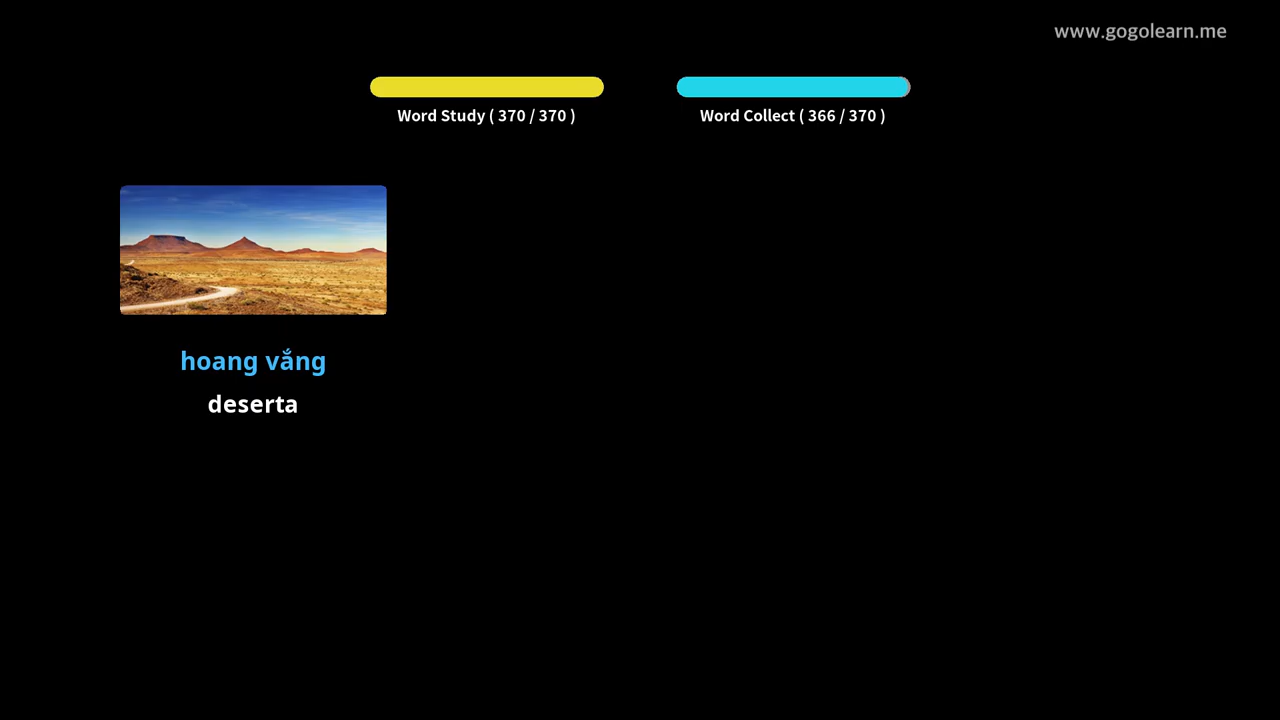 www.gogolearn.me
Word Study ( 370 / 370 )
Word Collect ( 366 / 370 )
hoang vắng
deserta